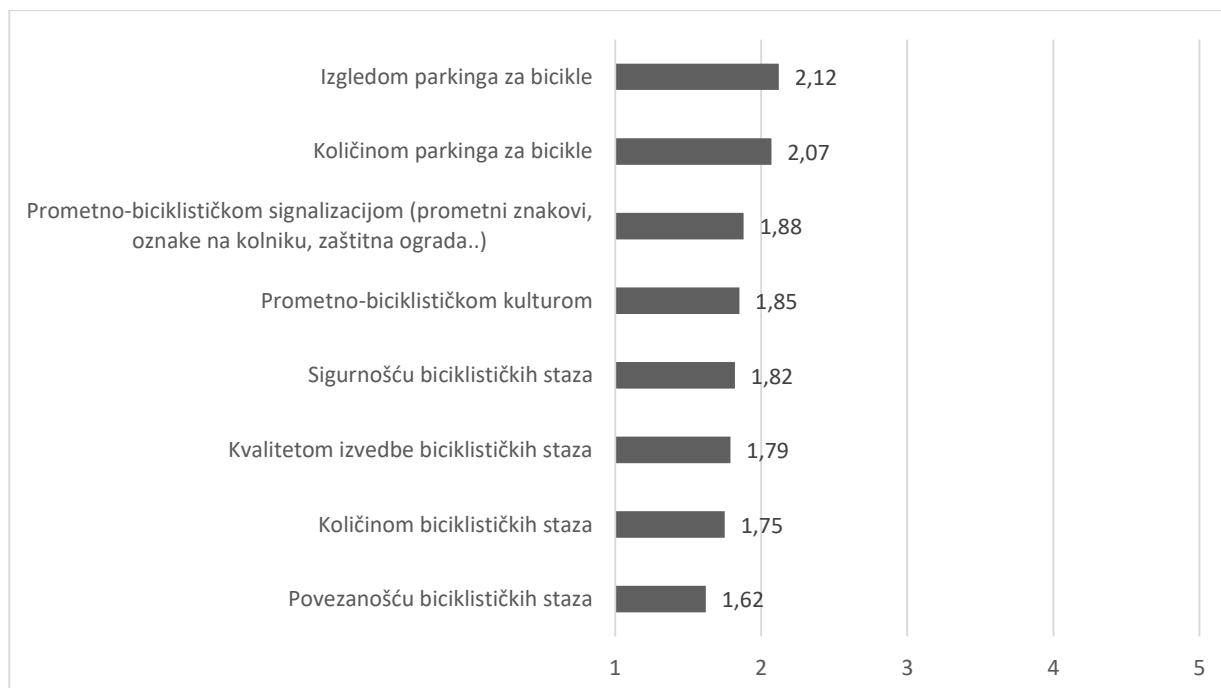 Izgledom parkinga za bicikle
2,12
Količinom parkinga za bicikle
2,07
Prometno-biciklističkom signalizacijom (prometni znakovi,
oznake na kolniku, zaštitna ograda..)
1,88
Prometno-biciklističkom kulturom
1,85
Sigurnošću biciklističkih staza
1,82
Kvalitetom izvedbe biciklističkih staza
1,79
Količinom biciklističkih staza
1,75
Povezanošću biciklističkih staza
1,62
1 2 3 4 5